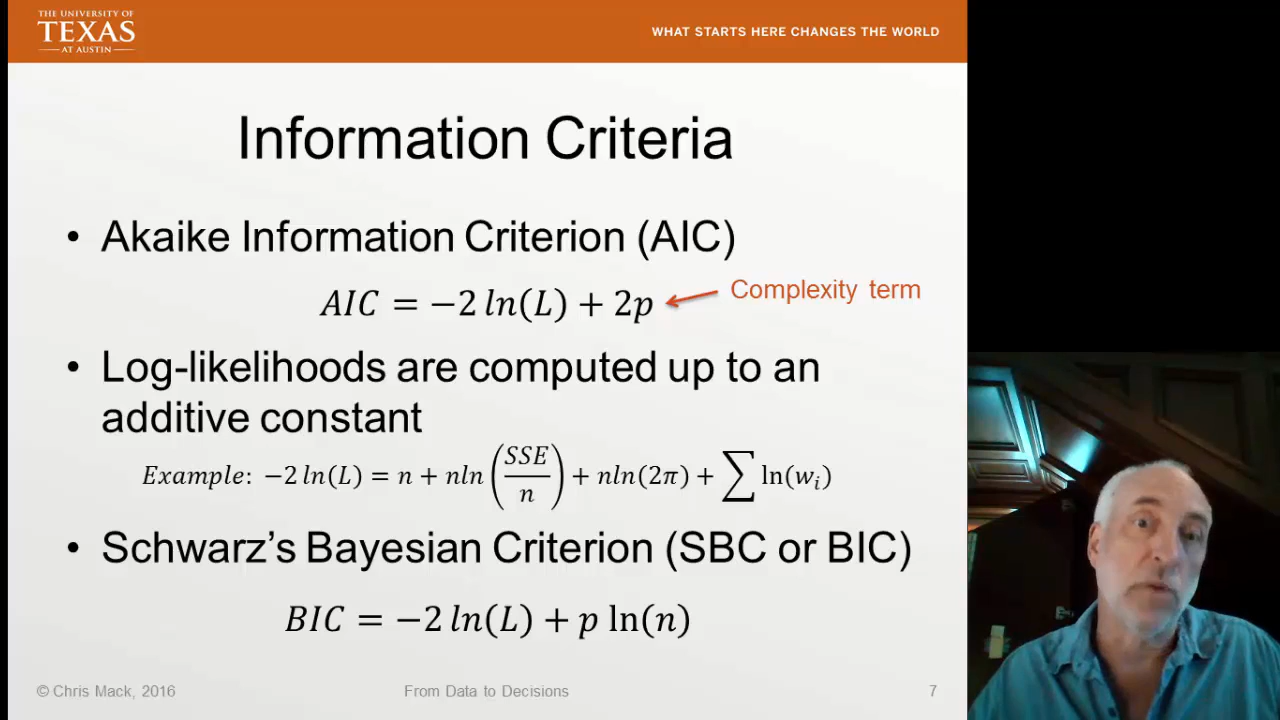 THE UNIVERSITY OF
TEXAS
AT AUSTIN
WHAT STARTS HERE CHANGES THE WORLD
Information Criteria
• Akaike Information Criterion (AIC)
AIC = −2 ln(L) + 2p
Complexity term
• Log-likelihoods are computed up to an
additive constant
Example: −2 ln(L) = n + nln(SSE/n) + nln(2π) + ∑ ln(wᵢ)
• Schwarz’s Bayesian Criterion (SBC or BIC)
BIC = −2 ln(L) + p ln(n)
© Chris Mack, 2016
From Data to Decisions
7